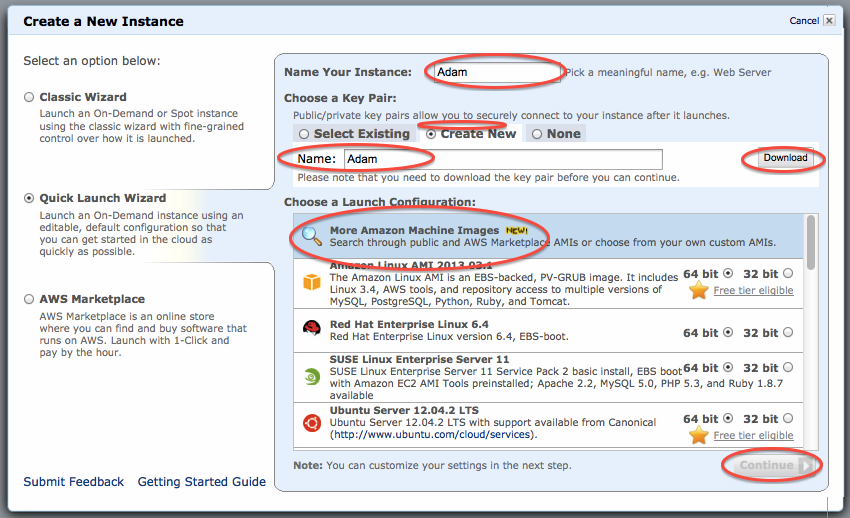 Create a New Instance
Cancel
Select an option below:
Classic Wizard
Launch an On-Demand or Spot instance
using the classic wizard with fine-grained
control over how it is launched.
Quick Launch Wizard
Launch an On-Demand instance using an
editable, default configuration so that
you can get started in the cloud as
quickly as possible.
AWS Marketplace
AWS Marketplace is an online store
where you can find and buy software that
runs on AWS. Launch with 1-Click and
pay by the hour.
Submit Feedback Getting Started Guide
Name Your Instance: Adam Pick a meaningful name, e.g. Web Server
Choose a Key Pair:
Public/private key pairs allow you to securely connect to your instance after it launches.
Select Existing Create New None
Name: Adam Download
Please note that you need to download the key pair before you can continue.
Choose a Launch Configuration:
More Amazon Machine Images NEW!
Search through public and AWS Marketplace AMIs or choose from your own custom AMIs.
Amazon Linux AMI 2013.03.1
The Amazon Linux AMI is an EBS-backed, PV-GRUB image. It includes
Linux 3.4, AWS tools, and repository access to multiple versions of
MySQL, PostgreSQL, Python, Ruby, and Tomcat.
64 bit 32 bit
Free tier eligible
Red Hat Enterprise Linux 6.4
Red Hat Enterprise Linux version 6.4, EBS-boot.
64 bit 32 bit
SUSE Linux Enterprise Server 11
SUSE Linux Enterprise Server 11 Service Pack 2 basic install, EBS boot
with Amazon EC2 AMI Tools preinstalled; Apache 2.2, MySQL 5.0, PHP 5.3, and Ruby 1.8.7
available
64 bit 32 bit
Ubuntu Server 12.04.2 LTS
Ubuntu Server 12.04.2 LTS with support available from Canonical
(http://www.ubuntu.com/cloud/services).
64 bit 32 bit
Free tier eligible
Note: You can customize your settings in the next step.
Continue